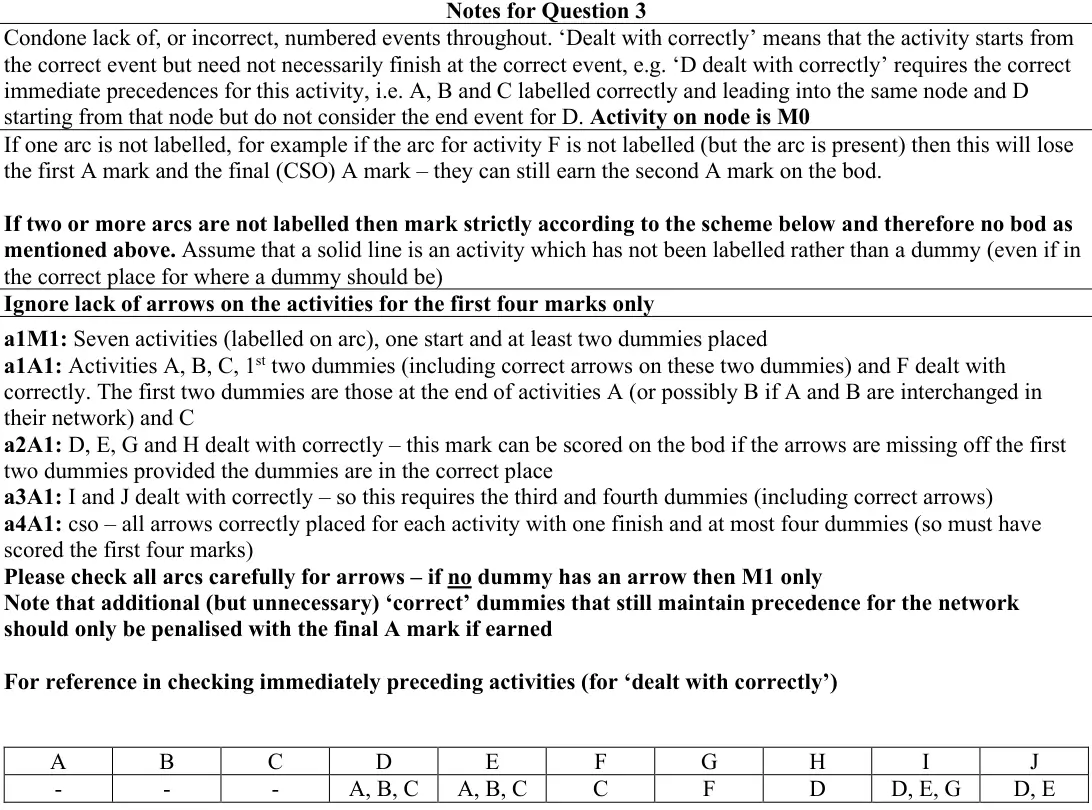 Notes for Question 3
Condone lack of, or incorrect, numbered events throughout. ‘Dealt with correctly’ means that the activity starts from
the correct event but need not necessarily finish at the correct event, e.g. ‘D dealt with correctly’ requires the correct
immediate precedences for this activity, i.e. A, B and C labelled correctly and leading into the same node and D
starting from that node but do not consider the end event for D. Activity on node is M0
If one arc is not labelled, for example if the arc for activity F is not labelled (but the arc is present) then this will lose
the first A mark and the final (CSO) A mark – they can still earn the second A mark on the bod.
If two or more arcs are not labelled then mark strictly according to the scheme below and therefore no bod as
mentioned above. Assume that a solid line is an activity which has not been labelled rather than a dummy (even if in
the correct place for where a dummy should be)
Ignore lack of arrows on the activities for the first four marks only
a1M1: Seven activities (labelled on arc), one start and at least two dummies placed
a1A1: Activities A, B, C, 1st two dummies (including correct arrows on these two dummies) and F dealt with
correctly. The first two dummies are those at the end of activities A (or possibly B if A and B are interchanged in
their network) and C
a2A1: D, E, G and H dealt with correctly – this mark can be scored on the bod if the arrows are missing off the first
two dummies provided the dummies are in the correct place
a3A1: I and J dealt with correctly – so this requires the third and fourth dummies (including correct arrows)
a4A1: cso – all arrows correctly placed for each activity with one finish and at most four dummies (so must have
scored the first four marks)
Please check all arcs carefully for arrows – if no dummy has an arrow then M1 only
Note that additional (but unnecessary) ‘correct’ dummies that still maintain precedence for the network
should only be penalised with the final A mark if earned
For reference in checking immediately preceding activities (for ‘dealt with correctly’)
A B C D E F G H I J
- - - A, B, C A, B, C C F D D, E, G D, E